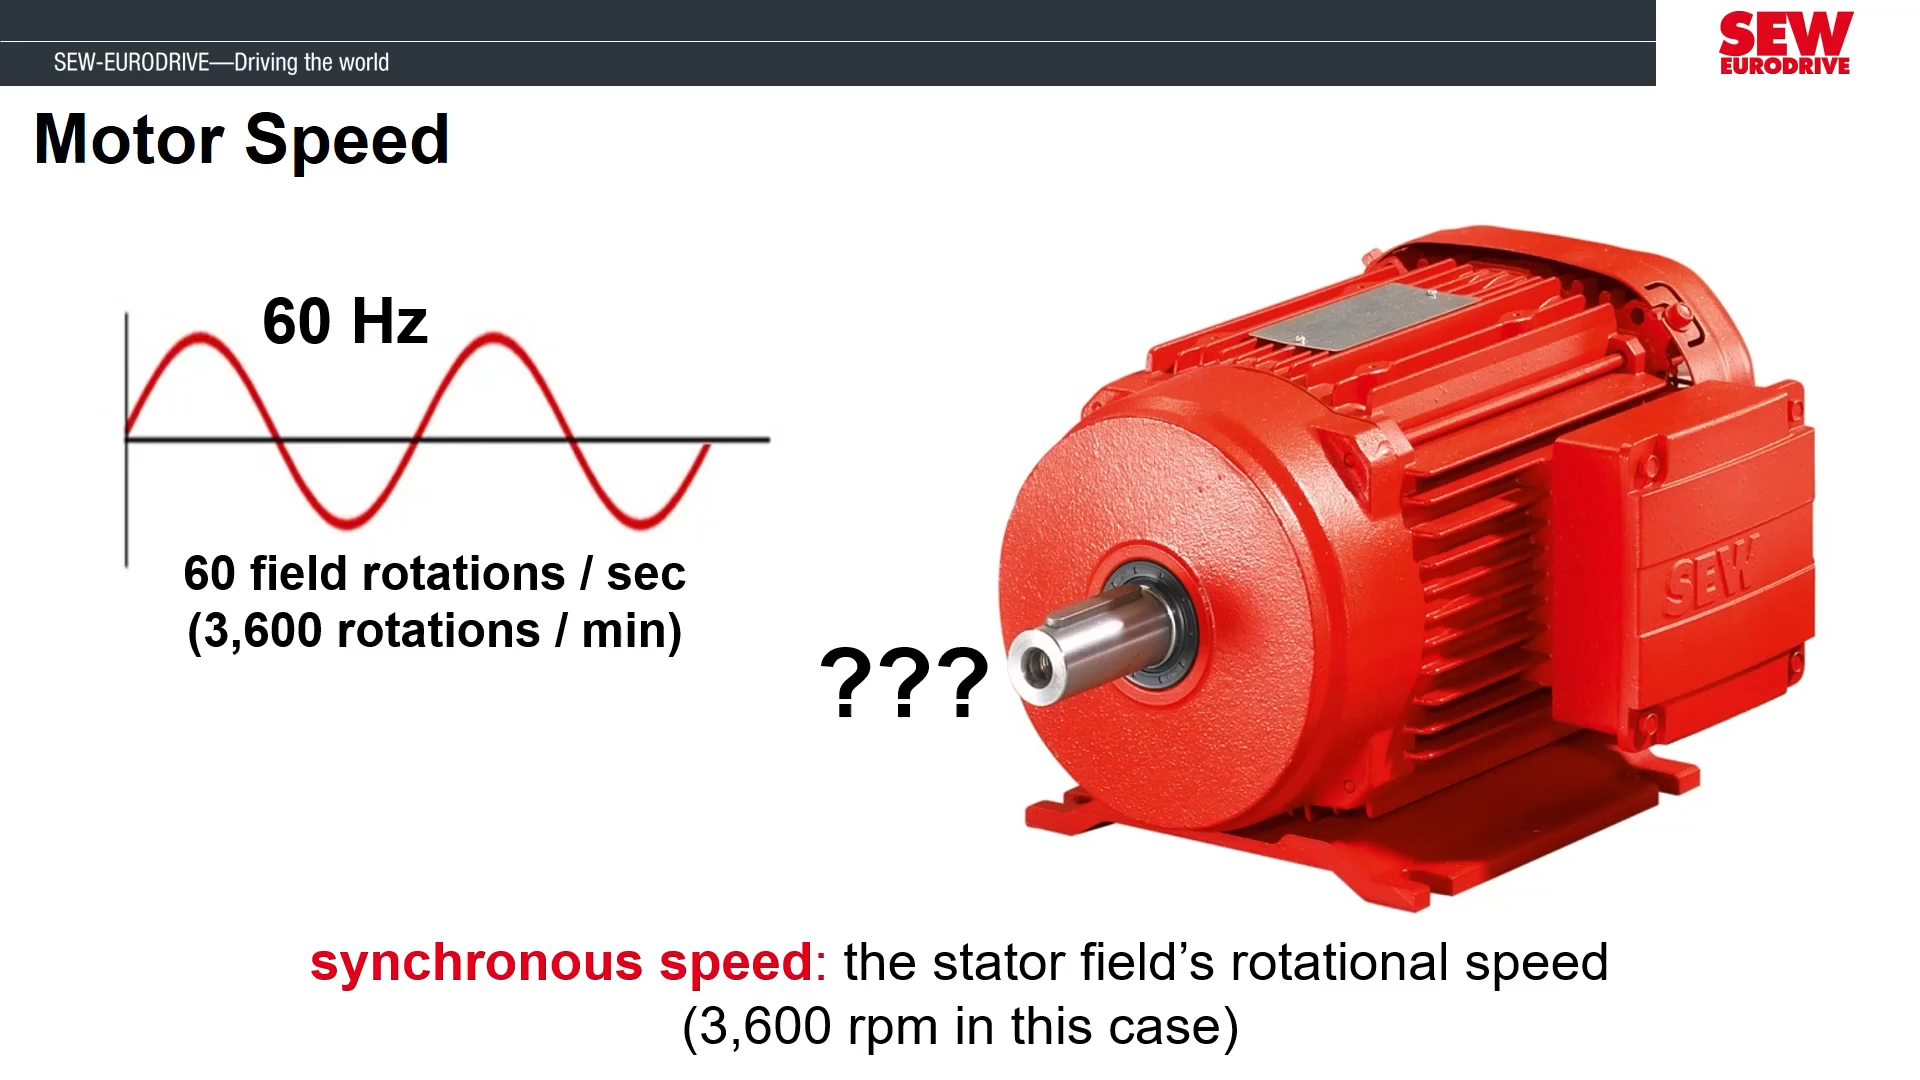 SEW-EURODRIVE—Driving the world
SEW
EURODRIVE
Motor Speed
60 Hz
60 field rotations / sec
(3,600 rotations / min)
???
SEW
synchronous speed: the stator field’s rotational speed
(3,600 rpm in this case)